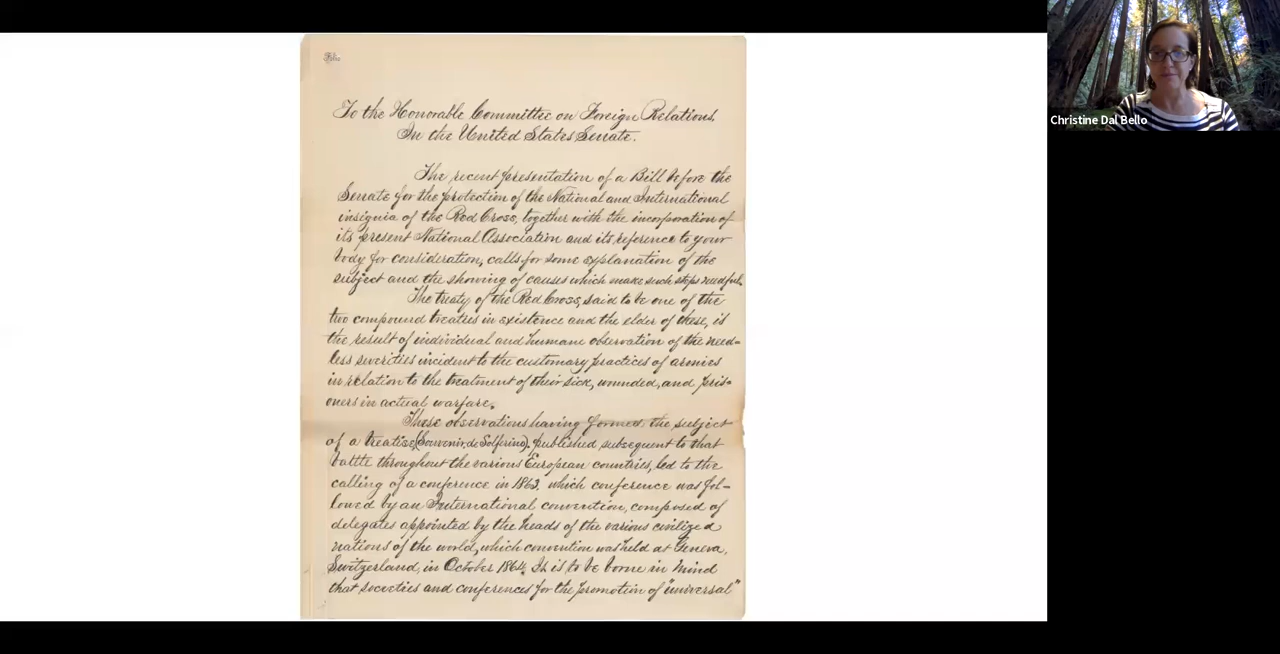 To the Honorable Committee on Foreign Relations,
In the United States Senate.
The recent presentation of a Bill before the
Senate for the protection of the National and International
insignia of the Red Cross, together with the incorporation of
its present National Association and its reference to your
body for consideration, calls for some explanation of the
subject and the showing of causes which make such steps needful.
The treaty of the Red Cross, said to be one of the
two compound treaties in existence and the elder of these, is
the result of individual and humane observation of the need-
less severities incident to the customary practices of armies
in relation to the treatment of their sick, wounded, and pris-
oners in actual warfare.
These observations having formed the subject
of a treatise (Souvenir de Solferino). published subsequent to that
battle throughout the various European countries, led to the
calling of a conference in 1863, which conference was fol-
lowed by an International convention, composed of
delegates appointed by the heads of the various civilized
nations of the world, which convention was held at Geneva,
Switzerland, in October 1864. It is to be borne in mind
that societies and conferences for the promotion of "universal"
Christine Dal Bello